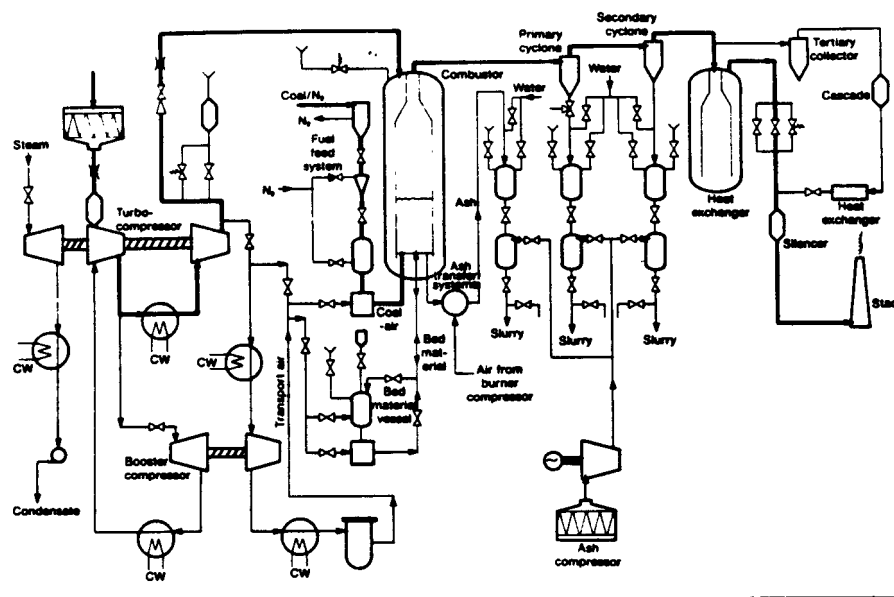 Primary
cyclone
Secondary
cyclone
Tertiary
collector
Combustor
Coal/N₂
N₂
Water
Water
Cascade
Fuel
feed
system
Steam
N₂
Turbo-
compressor
Ash
Heat
exchanger
Heat
exchanger
Silencer
Ash
transfer
systems
Stac
Coal
-air
CW
CW
Slurry
Slurry
Slurry
Bed
mat-
erial
Air from
burner
compressor
Transport air
Bed
material
vessel
Booster
compressor
Condensate
CW
CW
Ash
compressor